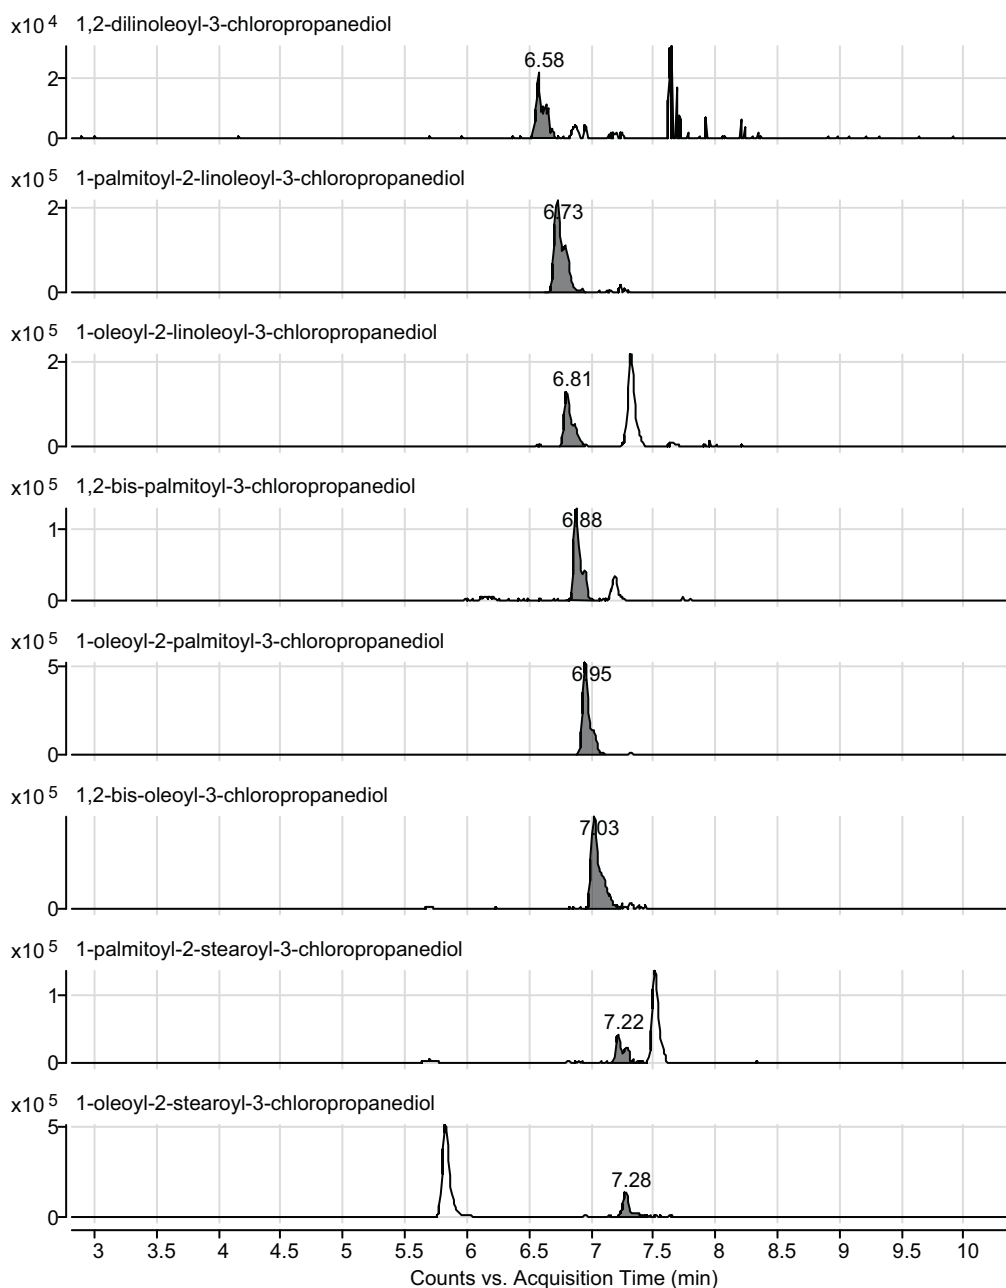 x10 4 1,2-dilinoleoyl-3-chloropropanediol
6.58
2
0
x10 5 1-palmitoyl-2-linoleoyl-3-chloropropanediol
2
6.73
0
x10 5 1-oleoyl-2-linoleoyl-3-chloropropanediol
2
6.81
0
x10 5 1,2-bis-palmitoyl-3-chloropropanediol
6.88
1
0
x10 5 1-oleoyl-2-palmitoyl-3-chloropropanediol
5
6.95
0
x10 5 1,2-bis-oleoyl-3-chloropropanediol
7.03
0
x10 5 1-palmitoyl-2-stearoyl-3-chloropropanediol
1
7.22
0
x10 5 1-oleoyl-2-stearoyl-3-chloropropanediol
5
7.28
0
3 3.5 4 4.5 5 5.5 6 6.5 7 7.5 8 8.5 9 9.5 10
Counts vs. Acquisition Time (min)